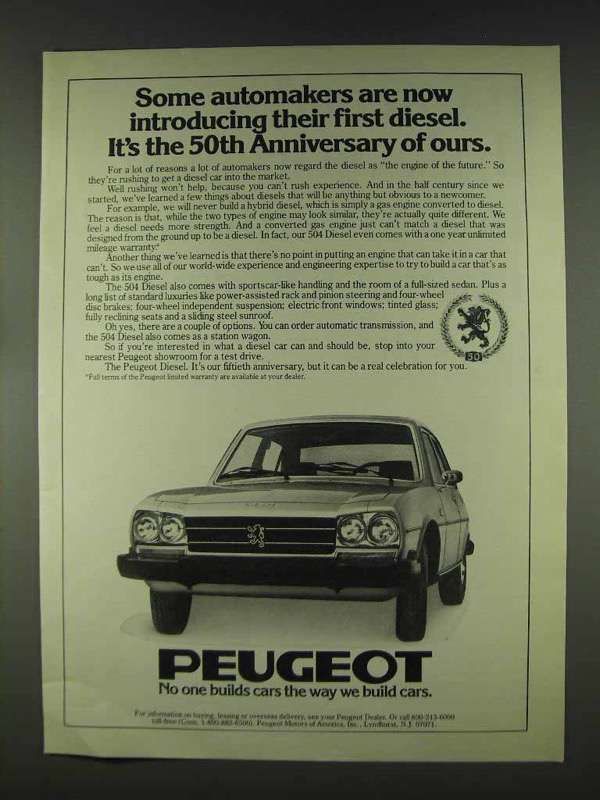 Some automakers are now
introducing their first diesel.
It's the 50th Anniversary of ours.
For a lot of reasons a lot of automakers now regard the diesel as "the engine of the future." So
they're rushing to get a diesel car into the market.
Well rushing won't help, because you can't rush experience. And in the half century since we
started, we've learned a few things about diesels that will be anything but obvious to a newcomer.
For example, we will never build a hybrid diesel, which is simply a gas engine converted to diesel.
The reason is that, while the two types of engine may look similar, they're actually quite different. We
feel a diesel needs more strength. And a converted gas engine just can't match a diesel that was
designed from the ground up to be a diesel. In fact, our 504 Diesel even comes with a one year unlimited
mileage warranty.*
Another thing we've learned is that there's no point in putting an engine that can take it in a car that
can't. So we use all of our world-wide experience and engineering expertise to try to build a car that's as
tough as its engine.
The 504 Diesel also comes with sportscar-like handling and the room of a full-sized sedan. Plus a
long list of standard luxuries like power-assisted rack and pinion steering and four-wheel
disc brakes; four-wheel independent suspension; electric front windows; tinted glass;
fully reclining seats and a sliding steel sunroof.
Oh yes, there are a couple of options. You can order automatic transmission, and
the 504 Diesel also comes as a station wagon.
So if you're interested in what a diesel car can and should be, stop into your
nearest Peugeot showroom for a test drive.
The Peugeot Diesel. It's our fiftieth anniversary, but it can be a real celebration for you.
*Full terms of the Peugeot limited warranty are available at your dealer.
50
PEUGEOT
No one builds cars the way we build cars.
For information on buying, leasing or overseas delivery, see your Peugeot Dealer. Or call 800-243-6000
toll-free (Conn. 1-800-882-6500). Peugeot Motors of America, Inc., Lyndhurst, N.J. 07071.